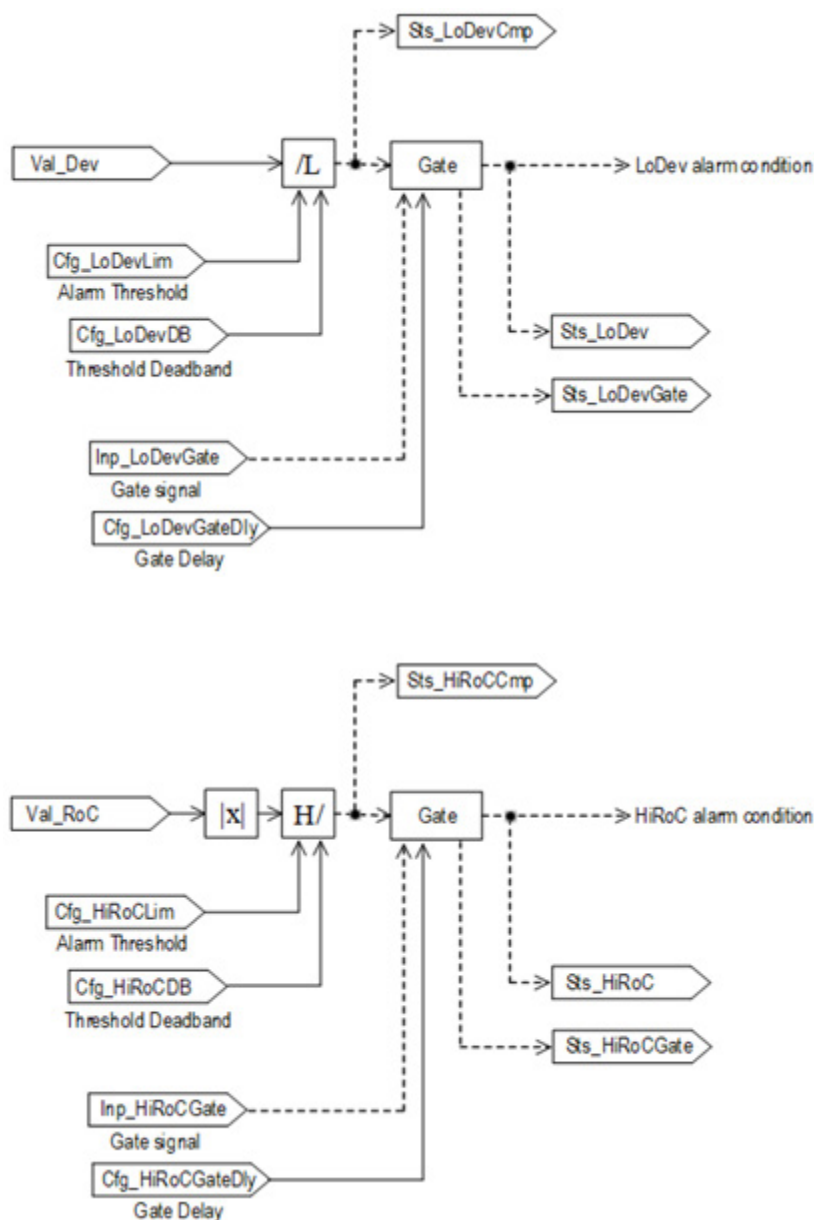 Sts_LoDevCmp
Val_Dev
/L
Gate
LoDev alarm condition
Cfg_LoDevLim
Alarm Threshold
Cfg_LoDevDB
Threshold Deadband
Sts_LoDev
Sts_LoDevGate
Inp_LoDevGate
Gate signal
Cfg_LoDevGateDly
Gate Delay
Sts_HiRoCCmp
Val_RoC
|x|
H/
Gate
HiRoC alarm condition
Cfg_HiRoCLim
Alarm Threshold
Cfg_HiRoCDB
Threshold Deadband
Sts_HiRoC
Sts_HiRoCGate
Inp_HiRoCGate
Gate signal
Cfg_HiRoCGateDly
Gate Delay